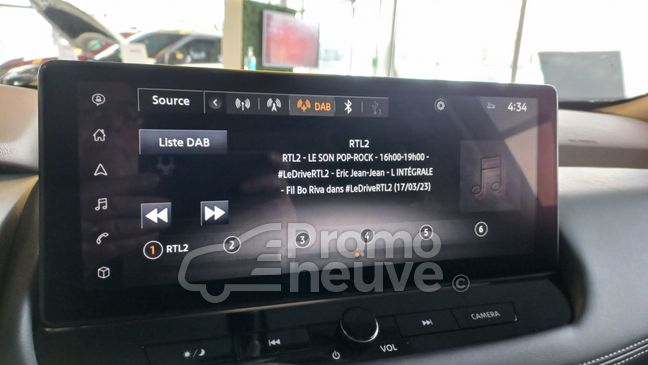 Source
DAB
4:34
Liste DAB
RTL2
RTL2 - LE SON POP-ROCK - 16h00-19h00 -
#LeDriveRTL2 - Eric Jean-Jean - L INTÉGRALE
- Fil Bo Riva dans #LeDriveRTL2 (17/03/23)
1 RTL2 2 3 4 5 6
Promo
neuve ©
VOL
CAMERA